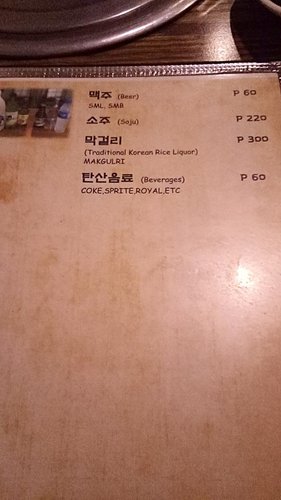 맥주 (Beer) P 60
SML, SMB
소주 (Soju) P 220
막걸리 P 300
(Traditional Korean Rice Liquor)
MAKGULRI
탄산음료 (Beverages) P 60
COKE,SPRITE,ROYAL,ETC